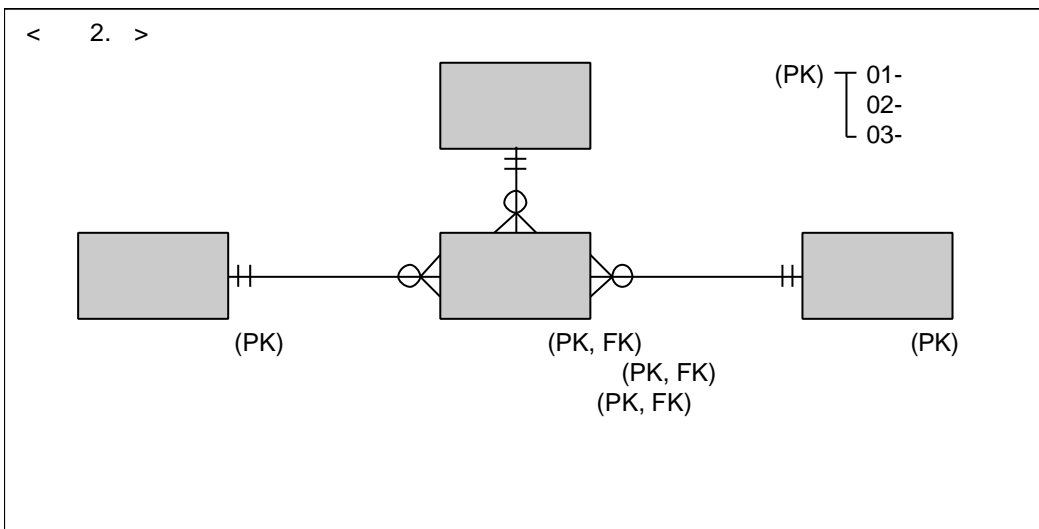 < 2. >
(PK) 01-
02-
03-
(PK)
(PK, FK)
(PK)
(PK, FK)
(PK, FK)